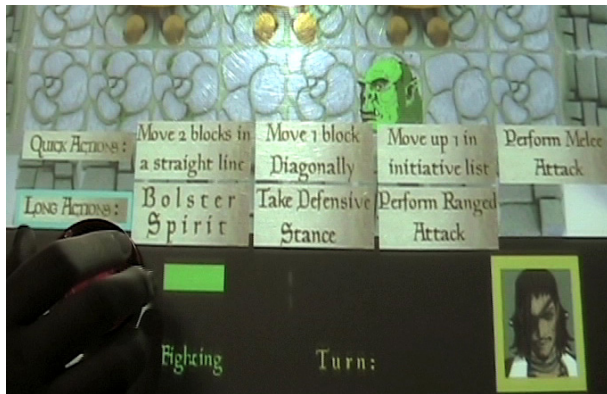 Quick Actions:
Move 2 blocks in
a straight line
Move 1 block
Diagonally
Move up 1 in
initiative list
Perform Melee
Attack
Long Actions:
Bolster
Spirit
Take Defensive
Stance
Perform Ranged
Attack
Fighting
Turn: